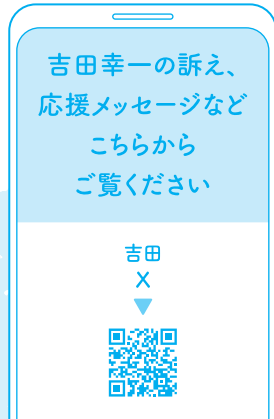 吉田幸一の訴え、
応援メッセージなど
こちらから
ご覧ください
吉田
X